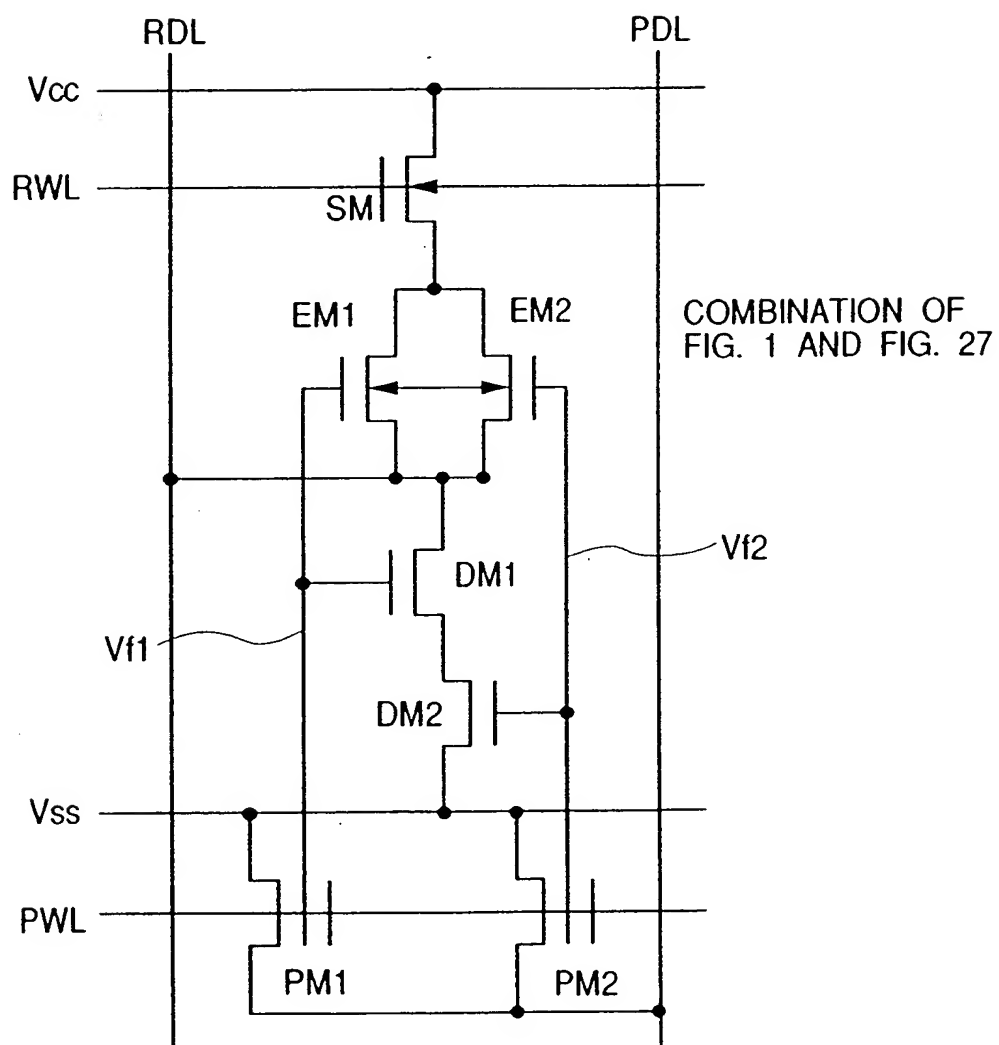 RDL PDL
Vcc
RWL
SM
EM1 EM2
COMBINATION OF
FIG. 1 AND FIG. 27
DM1 Vf2
Vf1
DM2
Vss
PWL
PM1 PM2